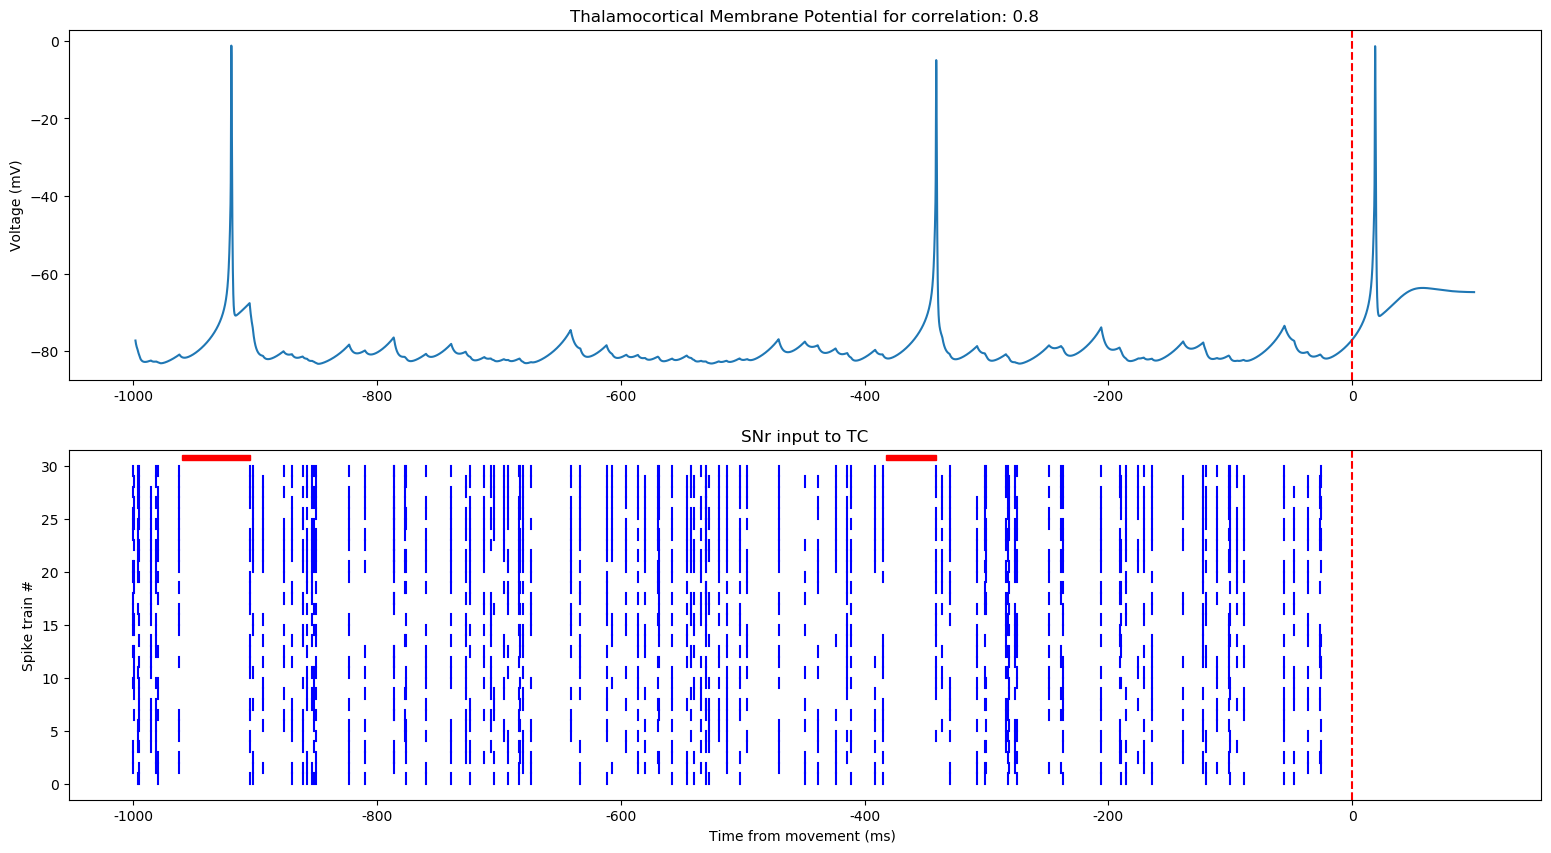 Thalamocortical Membrane Potential for correlation: 0.8
Voltage (mV)
0
−20
−40
−60
−80
-1000 -800 -600 -400 -200 0
SNr input to TC
Spike train #
30
25
20
15
10
5
0
-1000 -800 -600 -400 -200 0
Time from movement (ms)